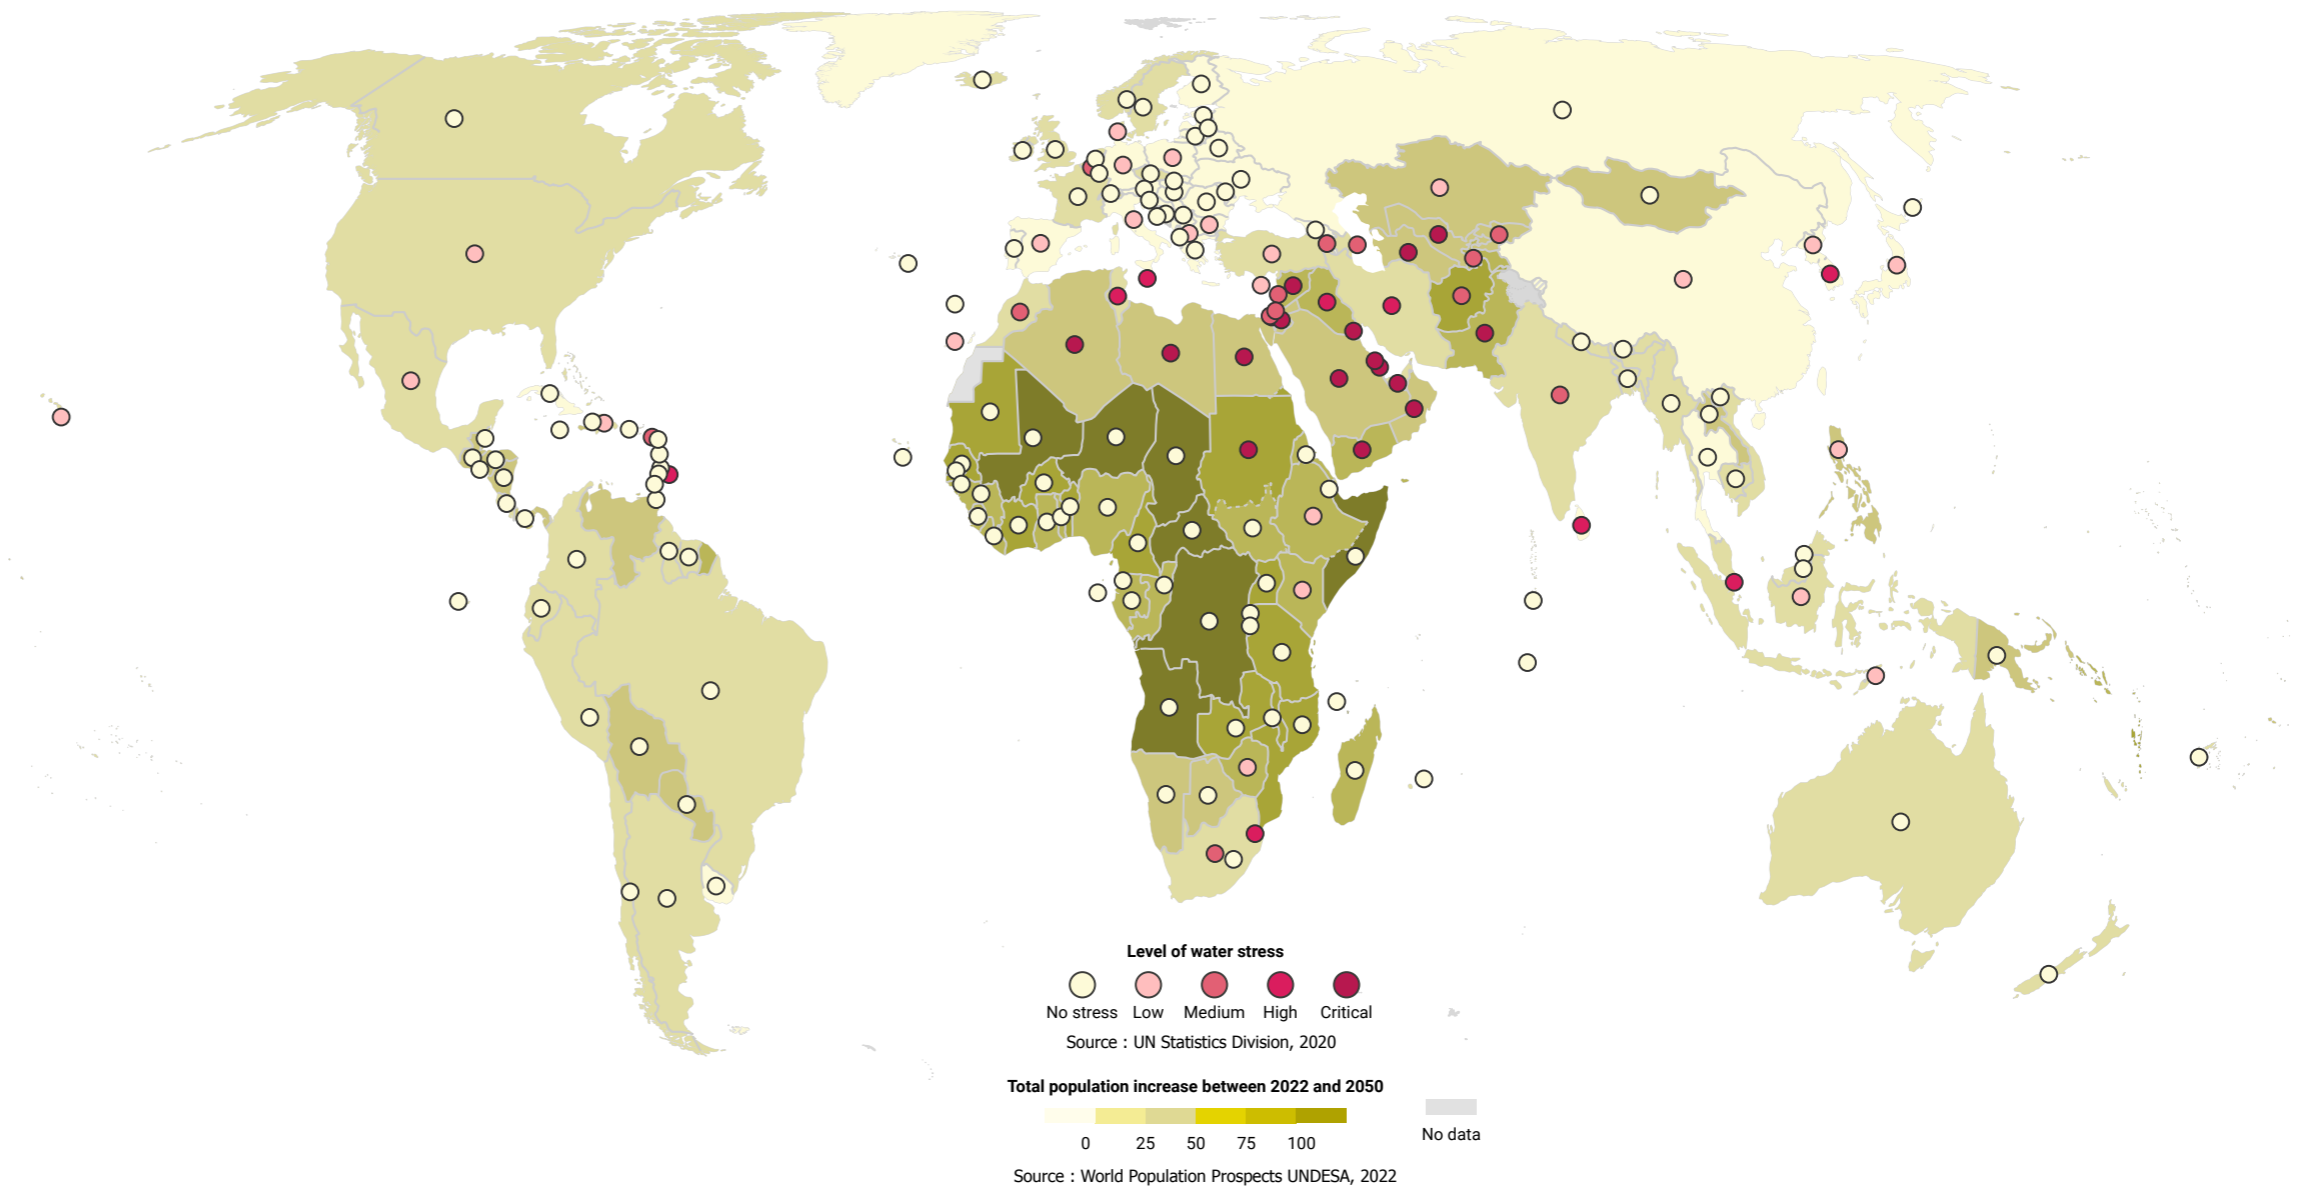 Level of water stress
No stress Low Medium High Critical
Source : UN Statistics Division, 2020
Total population increase between 2022 and 2050
0 25 50 75 100
No data
Source : World Population Prospects UNDESA, 2022